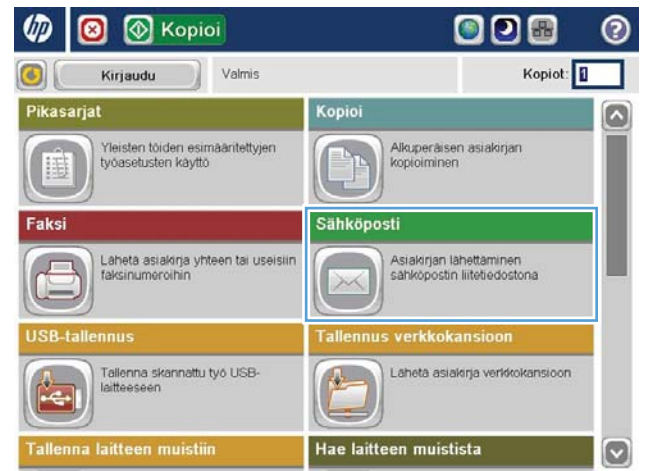 hp
Kopioi
?
Kirjaudu
Valmis
Kopiot: 1
Pikasarjat
Kopioi
Yleisten töiden esimääritettyjen
työasetusten käyttö
Alkuperäisen asiakirjan
kopioiminen
Faksi
Sähköposti
Lähetä asiakirja yhteen tai useisiin
faksinumeroihin
Asiakirjan lähettäminen
sähköpostin liitetiedostona
USB-tallennus
Tallennus verkkokansioon
Tallenna skannattu työ USB-
laitteeseen
Lähetä asiakirja verkkokansioon
Tallenna laitteen muistiin
Hae laitteen muistista